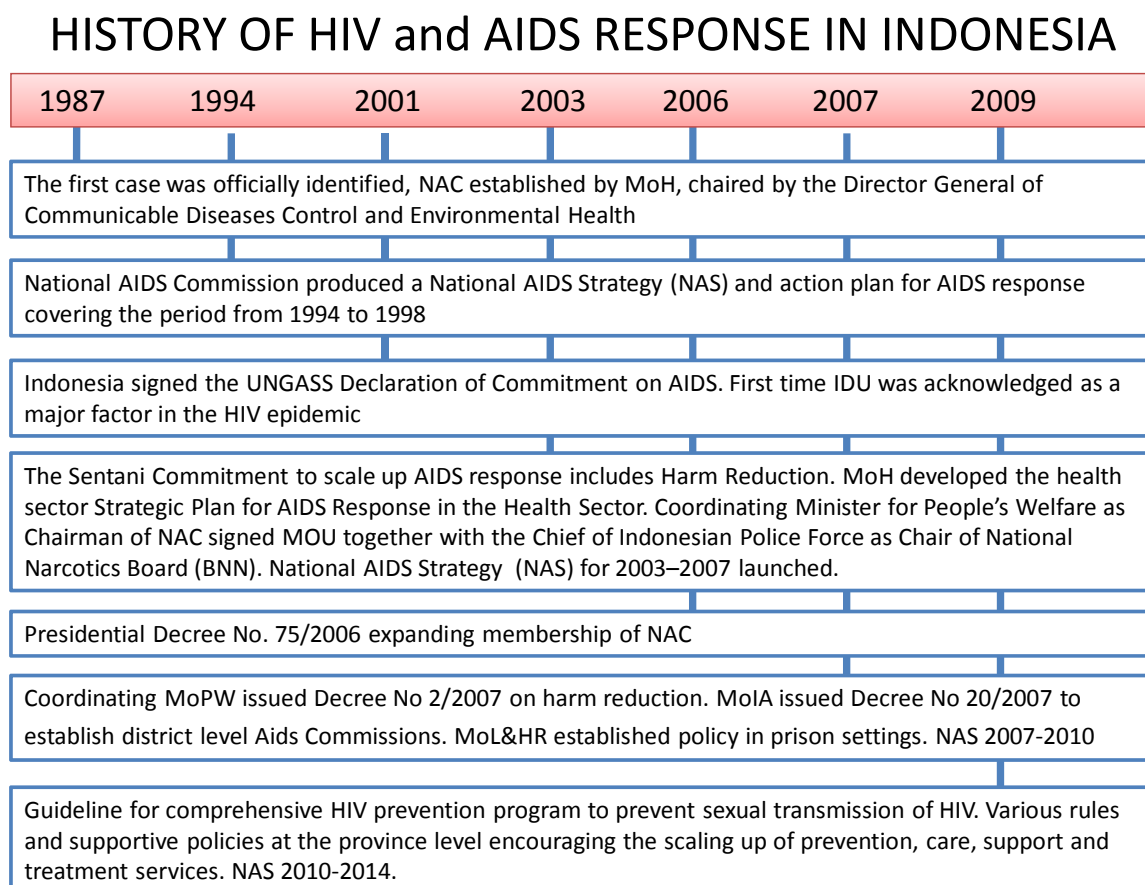 HISTORY OF HIV and AIDS RESPONSE IN INDONESIA
1987 1994 2001 2003 2006 2007 2009
The first case was officially identified, NAC established by MoH, chaired by the Director General of
Communicable Diseases Control and Environmental Health
National AIDS Commission produced a National AIDS Strategy (NAS) and action plan for AIDS response
covering the period from 1994 to 1998
Indonesia signed the UNGASS Declaration of Commitment on AIDS. First time IDU was acknowledged as a
major factor in the HIV epidemic
The Sentani Commitment to scale up AIDS response includes Harm Reduction. MoH developed the health
sector Strategic Plan for AIDS Response in the Health Sector. Coordinating Minister for People’s Welfare as
Chairman of NAC signed MOU together with the Chief of Indonesian Police Force as Chair of National
Narcotics Board (BNN). National AIDS Strategy (NAS) for 2003–2007 launched.
Presidential Decree No. 75/2006 expanding membership of NAC
Coordinating MoPW issued Decree No 2/2007 on harm reduction. MoIA issued Decree No 20/2007 to
establish district level Aids Commissions. MoL&HR established policy in prison settings. NAS 2007-2010
Guideline for comprehensive HIV prevention program to prevent sexual transmission of HIV. Various rules
and supportive policies at the province level encouraging the scaling up of prevention, care, support and
treatment services. NAS 2010-2014.